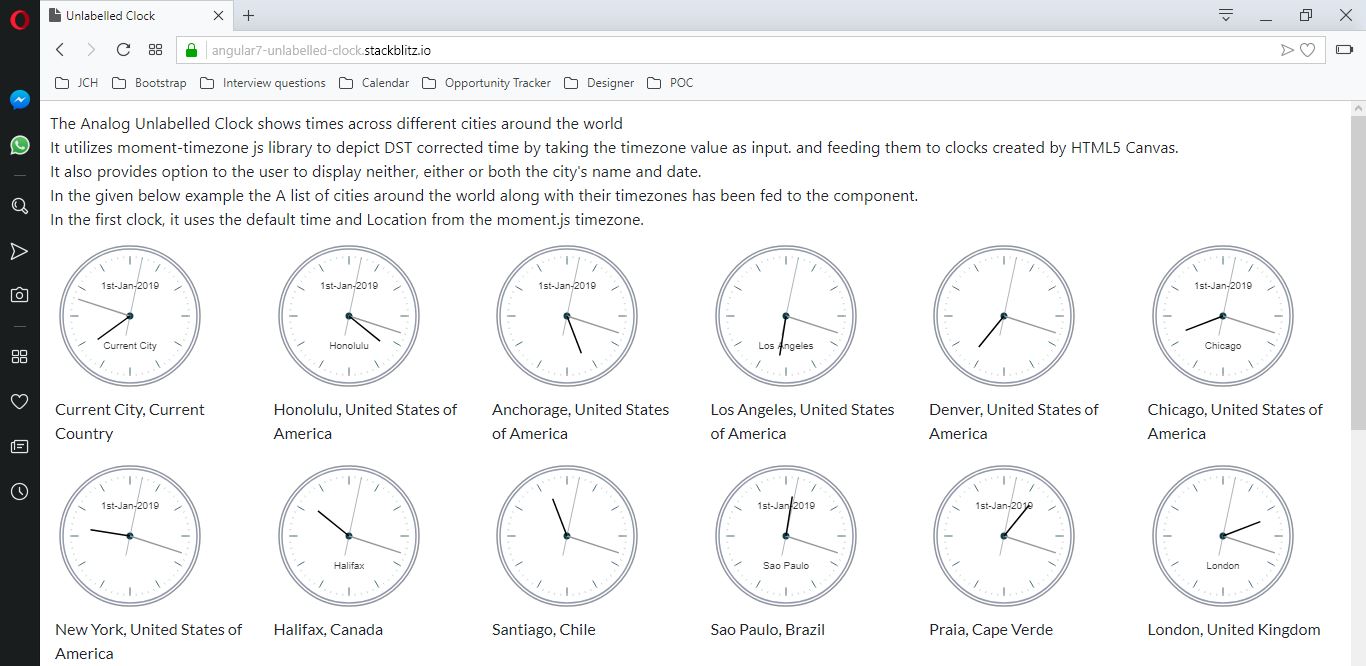 Unlabelled Clock
angular7-unlabelled-clock.stackblitz.io
JCH Bootstrap Interview questions Calendar Opportunity Tracker Designer POC
The Analog Unlabelled Clock shows times across different cities around the world
It utilizes moment-timezone js library to depict DST corrected time by taking the timezone value as input. and feeding them to clocks created by HTML5 Canvas.
It also provides option to the user to display neither, either or both the city's name and date.
In the given below example the A list of cities around the world along with their timezones has been fed to the component.
In the first clock, it uses the default time and Location from the moment.js timezone.
1st-Jan-2019
Current City
Current City, Current
Country
1st-Jan-2019
Honolulu
Honolulu, United States of
America
1st-Jan-2019
Anchorage, United States
of America
Los Angeles
Los Angeles, United States
of America
Denver, United States of
America
1st-Jan-2019
Chicago
Chicago, United States of
America
1st-Jan-2019
New York, United States of
America
Halifax
Halifax, Canada
Santiago, Chile
1st-Jan-2019
Sao Paulo
Sao Paulo, Brazil
1st-Jan-2019
Praia, Cape Verde
London
London, United Kingdom